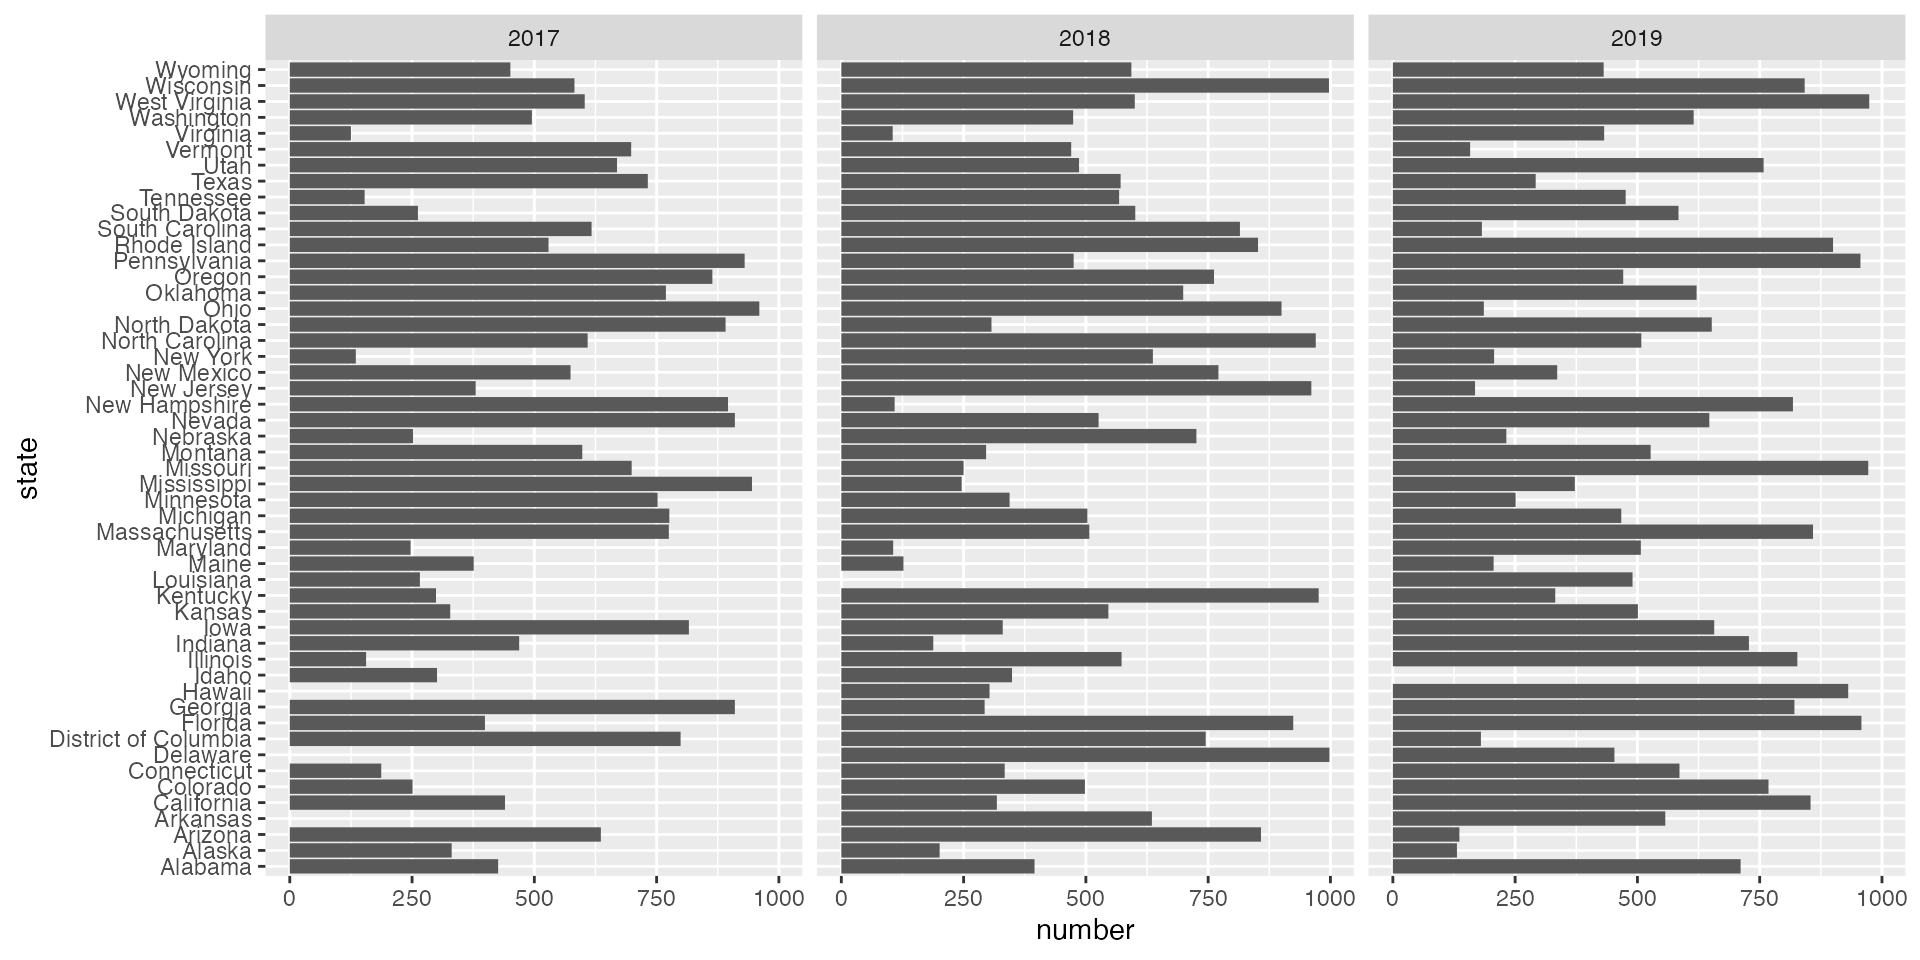 2017 2018 2019
Wyoming
Wisconsin
West Virginia
Washington
Virginia
Vermont
Utah
Texas
Tennessee
South Dakota
South Carolina
Rhode Island
Pennsylvania
Oregon
Oklahoma
Ohio
North Dakota
North Carolina
New York
New Mexico
New Jersey
New Hampshire
Nevada
Nebraska
Montana
Missouri
Mississippi
Minnesota
Michigan
Massachusetts
Maryland
Maine
Louisiana
Kentucky
Kansas
Iowa
Indiana
Illinois
Idaho
Hawaii
Georgia
Florida
District of Columbia
Delaware
Connecticut
Colorado
California
Arkansas
Arizona
Alaska
Alabama
state
0 250 500 750 1000 0 250 500 750 1000 0 250 500 750 1000
number